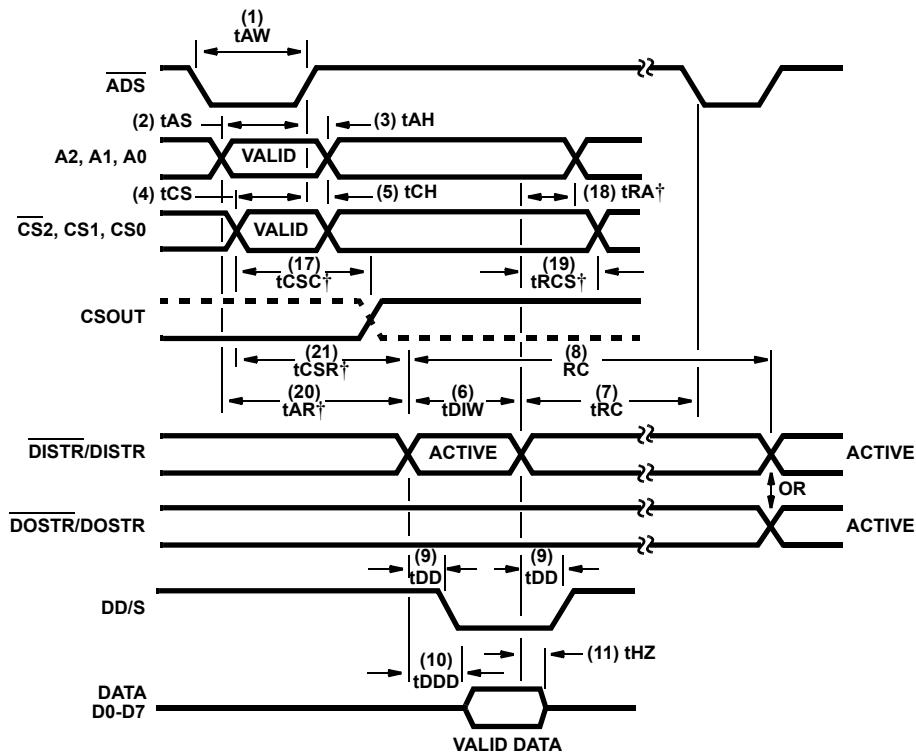 (1)
tAW
ADS
(2) tAS
(3) tAH
A2, A1, A0
VALID
(4) tCS
(5) tCH
(18) tRA†
CS2, CS1, CS0
VALID
(17)
tCSC†
(19)
tRCS†
CSOUT
(21)
tCSR†
(8)
RC
(20)
tAR†
(6)
tDIW
(7)
tRC
DISTR/DISTR
ACTIVE
ACTIVE
OR
DOSTR/DOSTR
ACTIVE
(9)
tDD
(9)
tDD
DD/S
(10)
tDDD
(11) tHZ
DATA
D0-D7
VALID DATA